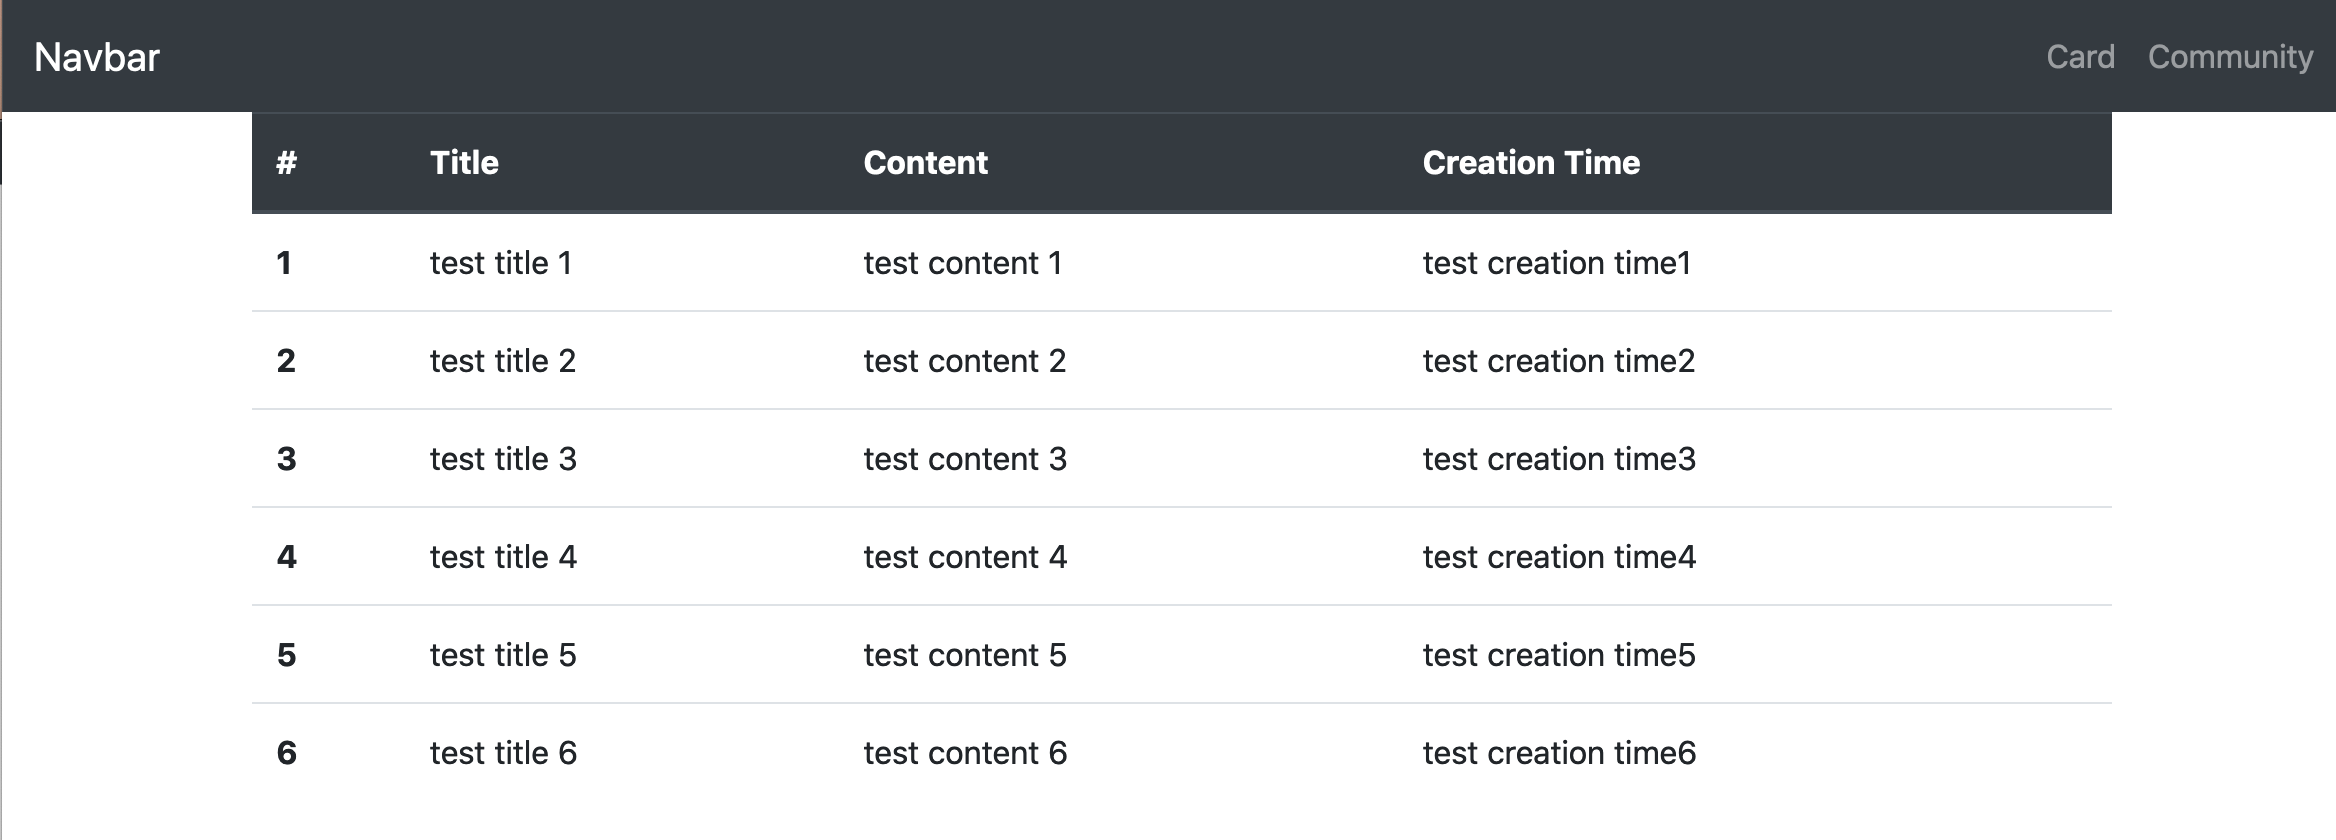 Navbar Card Community
# Title Content Creation Time
1 test title 1 test content 1 test creation time1
2 test title 2 test content 2 test creation time2
3 test title 3 test content 3 test creation time3
4 test title 4 test content 4 test creation time4
5 test title 5 test content 5 test creation time5
6 test title 6 test content 6 test creation time6